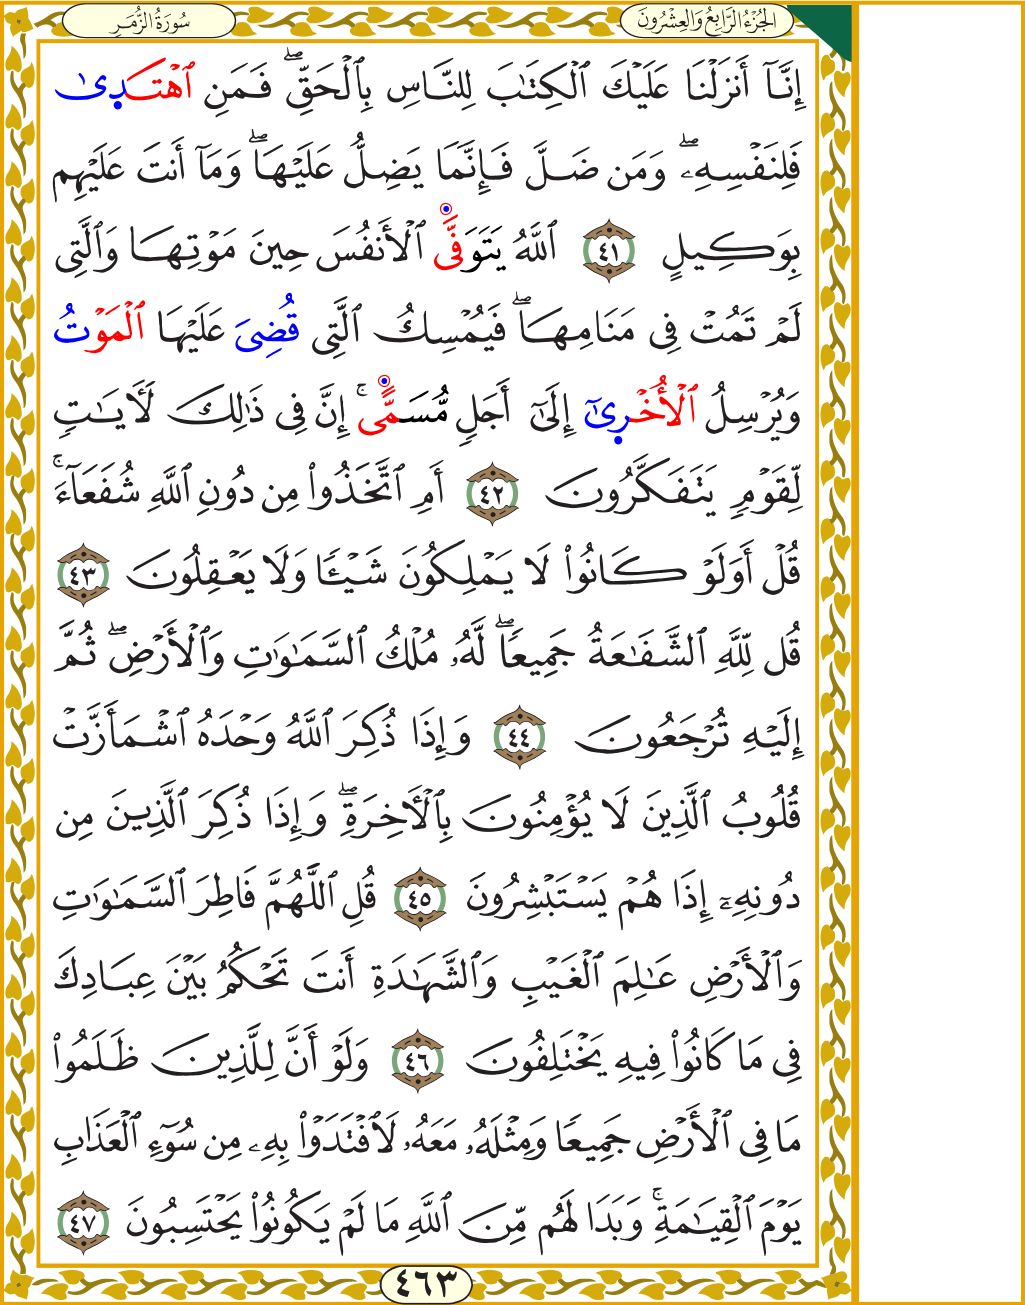 الجُزْءُ الرَّابِعُ وَالعِشْرُونَ
سُورَةُ الزُّمَرِ
إِنَّآ أَنزَلْنَا عَلَيْكَ ٱلْكِتَٰبَ لِلنَّاسِ بِٱلْحَقِّۖ فَمَنِ ٱهْتَدٜىٰ
فَلِنَفْسِهِۦۖ وَمَن ضَلَّ فَإِنَّمَا يَضِلُّ عَلَيْهَاۖ وَمَآ أَنتَ عَلَيْهِم
بِوَكِيلٍ ٤١ ٱللَّهُ يَتَوَفَّى ٱلْأَنفُسَ حِينَ مَوْتِهَا وَٱلَّتِى
لَمْ تَمُتْ فِى مَنَامِهَاۖ فَيُمْسِكُ ٱلَّتِى قُضِىَ عَلَيْهَا ٱلْمَوْتُ
وَيُرْسِلُ ٱلْأُخْرٜىٰٓ إِلَىٰٓ أَجَلٍ مُّسَمًّىۚ إِنَّ فِى ذَٰلِكَ لَـَٔايَٰتٍ
لِّقَوْمٍ يَتَفَكَّرُونَ ٤٢ أَمِ ٱتَّخَذُوا۟ مِن دُونِ ٱللَّهِ شُفَعَآءَۚ
قُلْ أَوَلَوْ كَانُوا۟ لَا يَمْلِكُونَ شَيْـًٔا وَلَا يَعْقِلُونَ ٤٣
قُل لِّلَّهِ ٱلشَّفَٰعَةُ جَمِيعًاۖ لَّهُۥ مُلْكُ ٱلسَّمَٰوَٰتِ وَٱلْأَرْضِۖ ثُمَّ
إِلَيْهِ تُرْجَعُونَ ٤٤ وَإِذَا ذُكِرَ ٱللَّهُ وَحْدَهُ ٱشْمَأَزَّتْ
قُلُوبُ ٱلَّذِينَ لَا يُؤْمِنُونَ بِٱلْـَٔاخِرَةِۖ وَإِذَا ذُكِرَ ٱلَّذِينَ مِن
دُونِهِۦٓ إِذَا هُمْ يَسْتَبْشِرُونَ ٤٥ قُلِ ٱللَّهُمَّ فَاطِرَ ٱلسَّمَٰوَٰتِ
وَٱلْأَرْضِ عَٰلِمَ ٱلْغَيْبِ وَٱلشَّهَٰدَةِ أَنتَ تَحْكُمُ بَيْنَ عِبَادِكَ
فِى مَا كَانُوا۟ فِيهِ يَخْتَلِفُونَ ٤٦ وَلَوْ أَنَّ لِلَّذِينَ ظَلَمُوا۟
مَا فِى ٱلْأَرْضِ جَمِيعًا وَمِثْلَهُۥ مَعَهُۥ لَٱفْتَدَوْا۟ بِهِۦ مِن سُوٓءِ ٱلْعَذَابِ
يَوْمَ ٱلْقِيَٰمَةِۚ وَبَدَا لَهُم مِّنَ ٱللَّهِ مَا لَمْ يَكُونُوا۟ يَحْتَسِبُونَ ٤٧
٤٦٣